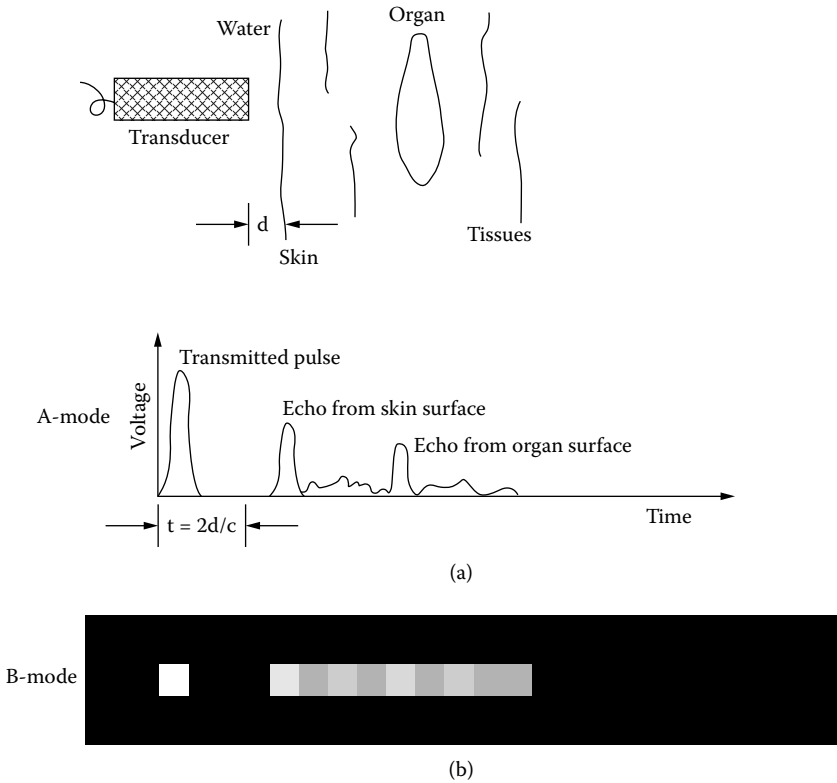 Organ
Water
Transducer
d
Tissues
Skin
Transmitted pulse
Voltage
A-mode
Echo from skin surface
Echo from organ surface
Time
t = 2d/c
(a)
B-mode
(b)